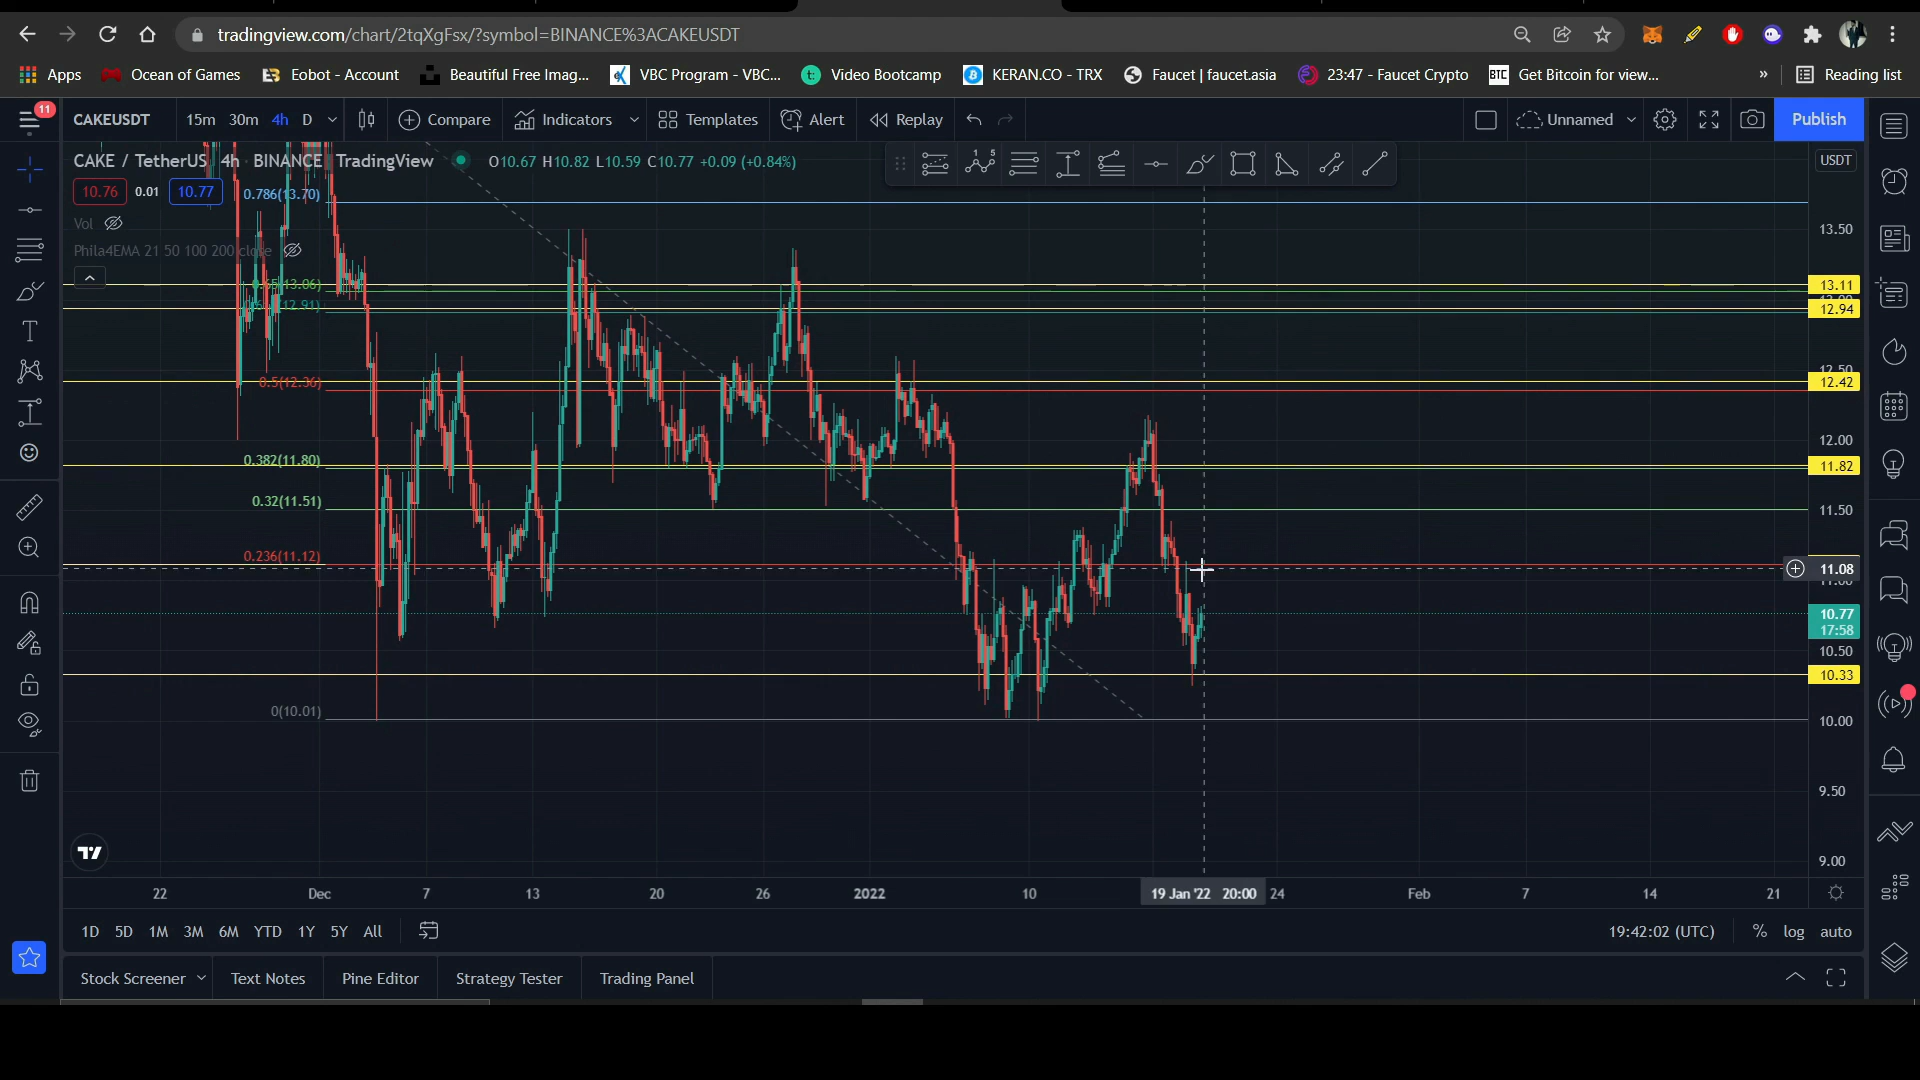 tradingview.com/chart/2tqXgFsx/?symbol=BINANCE%3ACAKEUSDT
Apps Ocean of Games Eobot - Account Beautiful Free Imag... VBC Program - VBC... Video Bootcamp KERAN.CO - TRX Faucet | faucet.asia 23:47 - Faucet Crypto BTC Get Bitcoin for view... » Reading list
11
CAKEUSDT 15m 30m 4h D Compare Indicators Templates Alert Replay Unnamed Publish
CAKE / TetherUS 4h BINANCE TradingView O10.67 H10.82 L10.59 C10.77 +0.09 (+0.84%) USDT
10.76 0.01 10.77 0.786(13.70)
Vol
13.50
Phila4EMA 21 50 100 200 close
0.65(13.06) 13.11
(12.91) 12.94
0.5(12.36) 12.42
12.00
0.382(11.80) 11.82
0.32(11.51) 11.50
0.236(11.12)
11.08
10.77
17:58
10.50
10.33
0(10.01) 10.00
9.50
9.00
22 Dec 7 13 20 26 2022 10 19 Jan '22 20:00 24 Feb 7 14 21
1D 5D 1M 3M 6M YTD 1Y 5Y All 19:42:02 (UTC) % log auto
Stock Screener Text Notes Pine Editor Strategy Tester Trading Panel